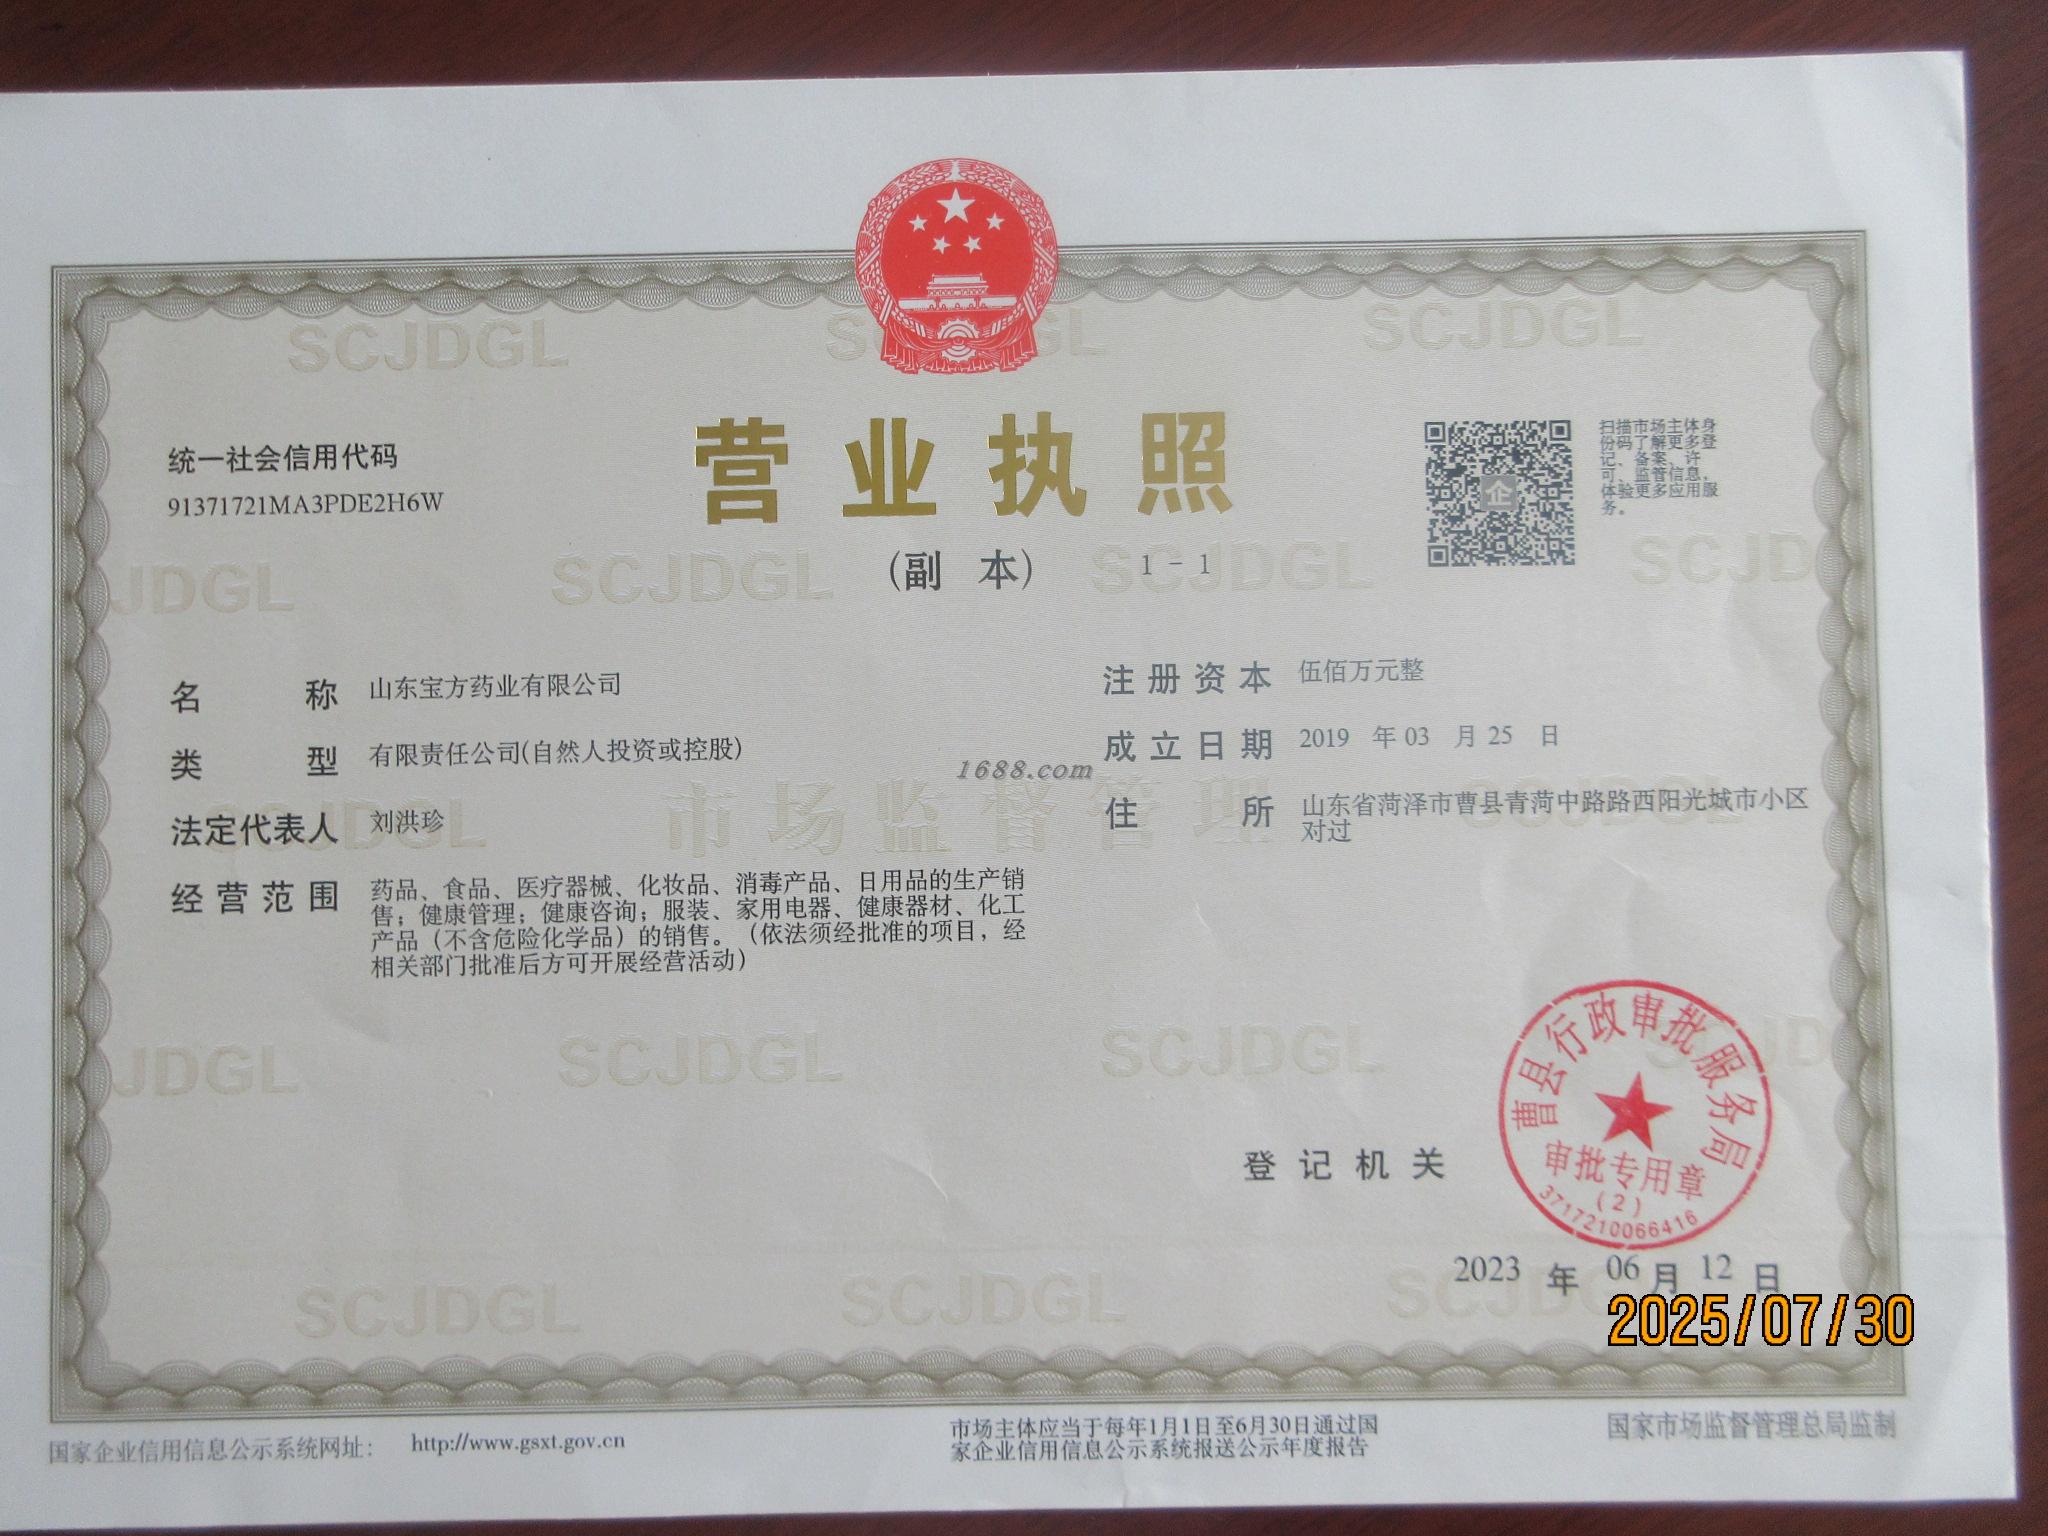 SCJDGL SCJDGL SCJDGL
营业执照
(副 本) 1-1
统一社会信用代码
91371721MA3PDE2H6W
扫描市场主体身
份码了解更多登
记、备案、许
可、监管信息,
体验更多应用服
务。
企
JDGL SCJDGL SCJDGL SCJD
名 称 山东宝方药业有限公司
类 型 有限责任公司(自然人投资或控股)
法定代表人 刘洪珍
经营范围 药品、食品、医疗器械、化妆品、消毒产品、日用品的生产销
售;健康管理;健康咨询;服装、家用电器、健康器材、化工
产品(不含危险化学品)的销售。(依法须经批准的项目,经
相关部门批准后方可开展经营活动)
注册资本 伍佰万元整
成立日期 2019 年 03 月 25 日
住 所 山东省菏泽市曹县青菏中路路西阳光城市小区
对过
1688.com
SCJDGL 市场监督管理 SCJDGL
JDGL SCJDGL SCJDGL SCJD
登记机关
曹县行政审批服务局
审批专用章
(2)
3717210066416
2023 年 06 月 12 日
SCJDGL SCJDGL SCJDGL
2025/07/30
国家企业信用信息公示系统网址: http://www.gsxt.gov.cn
市场主体应当于每年1月1日至6月30日通过国
家企业信用信息公示系统报送公示年度报告
国家市场监督管理总局监制